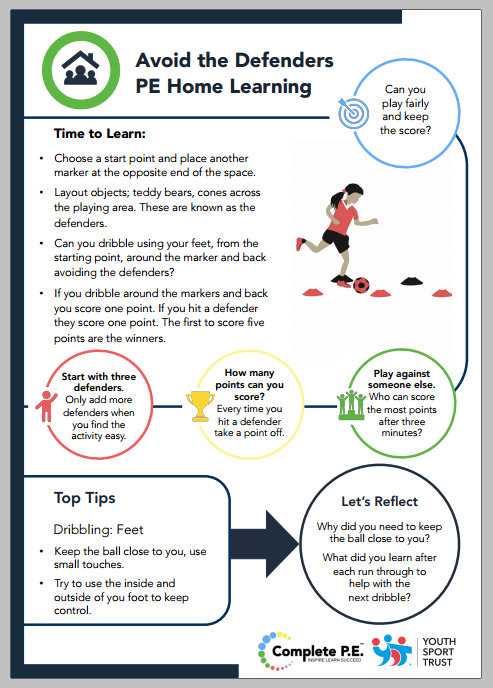 Avoid the Defenders
PE Home Learning
Can you
play fairly
and keep
the score?
Time to Learn:
• Choose a start point and place another
marker at the opposite end of the space.
• Layout objects; teddy bears, cones across
the playing area. These are known as the
defenders.
• Can you dribble using your feet, from the
starting point, around the marker and back
avoiding the defenders?
• If you dribble around the markers and back
you score one point. If you hit a defender
they score one point. The first to score five
points are the winners.
Start with three
defenders.
Only add more
defenders when
you find the
activity easy.
How many
points can you
score?
Every time you
hit a defender
take a point off.
Play against
someone else.
Who can score
the most points
after three
minutes?
Top Tips
Dribbling: Feet
• Keep the ball close to you, use
small touches.
• Try to use the inside and
outside of you foot to keep
control.
Let's Reflect
Why did you need to keep
the ball close to you?
What did you learn after
each run through to
help with the
next dribble?
Complete P.E.™
INSPIRE LEARN SUCCEED
YOUTH
SPORT
TRUST